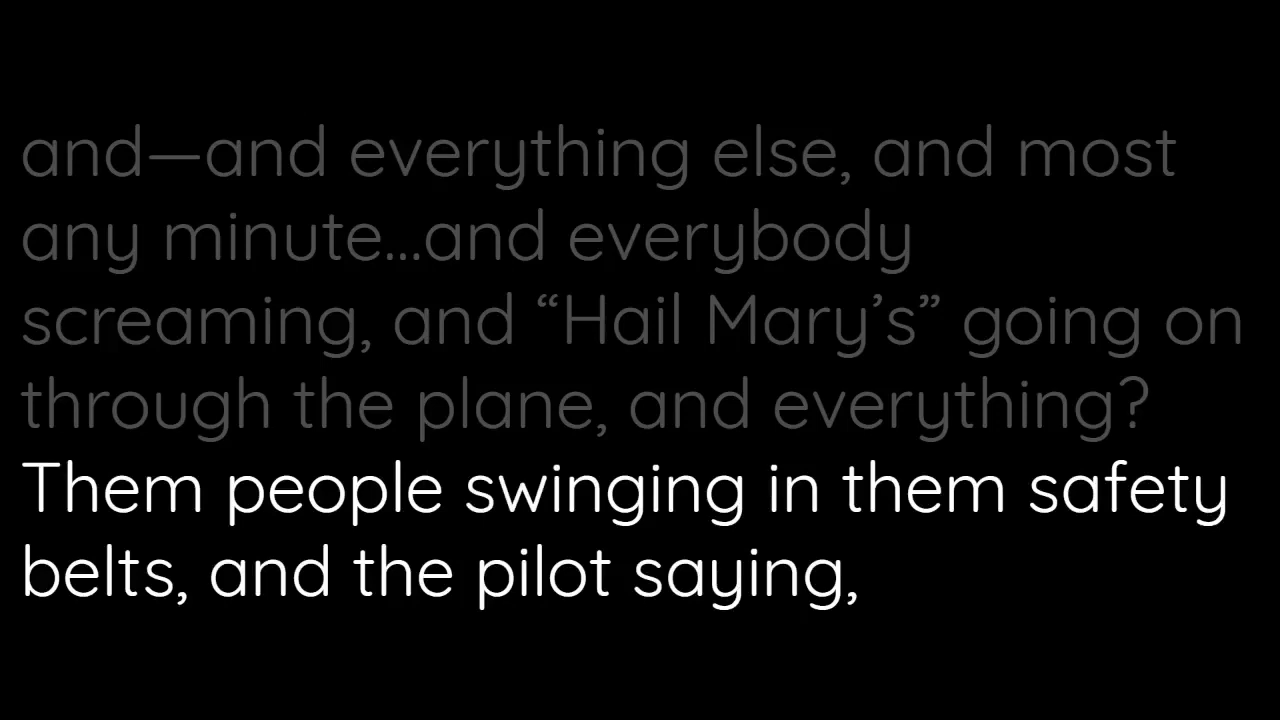 and—and everything else, and most
any minute...and everybody
screaming, and “Hail Mary’s” going on
through the plane, and everything?
Them people swinging in them safety
belts, and the pilot saying,